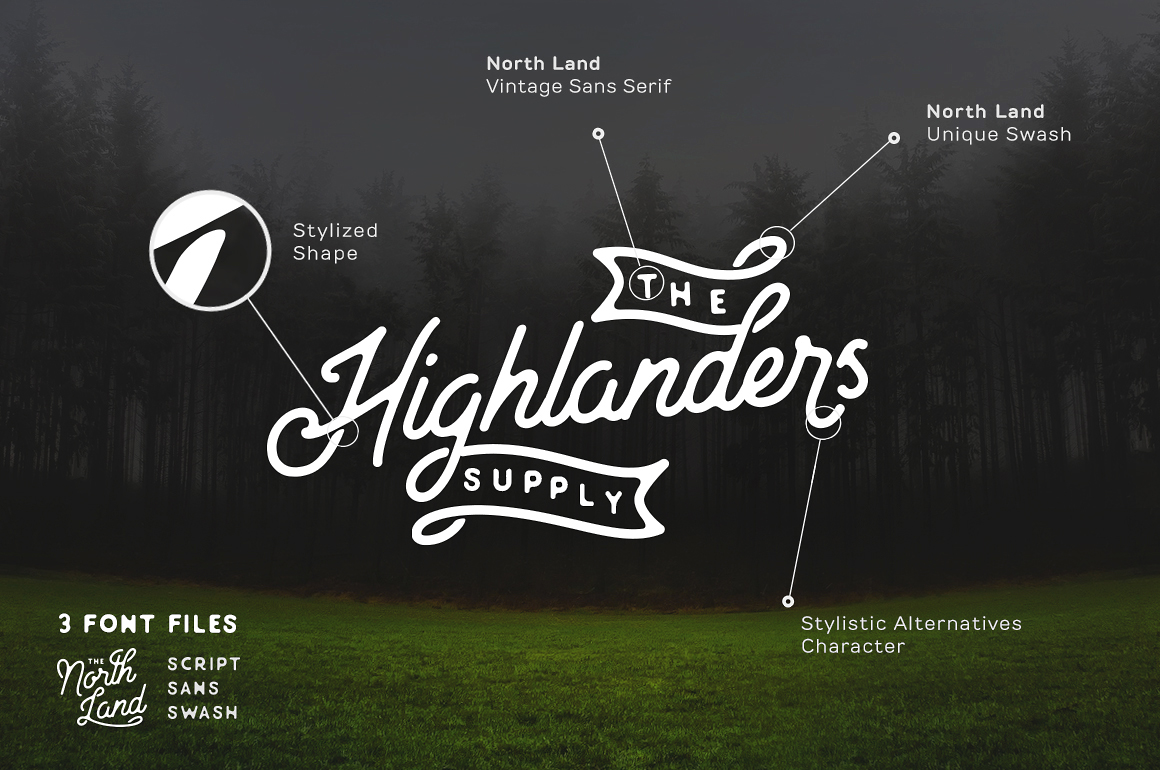 North Land
Vintage Sans Serif
North Land
Unique Swash
Stylized
Shape
THE
Highlanders
SUPPLY
Stylistic Alternatives
Character
3 FONT FILES
THE
North
Land
SCRIPT
SANS
SWASH